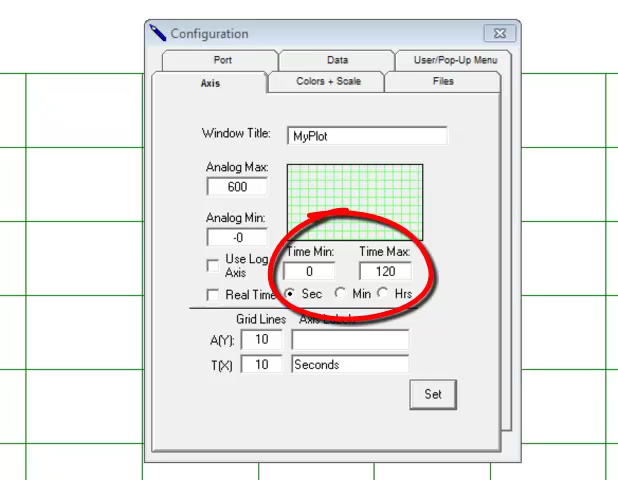 Configuration
Port
Data
User/Pop-Up Menu
Axis
Colors + Scale
Files
Window Title:
MyPlot
Analog Max:
600
Analog Min:
-0
Time Min:
Time Max:
0
120
Use Log
Axis
Real Time
Sec
Min
Hrs
Grid Lines
Axis Labels
A(Y):
10
T(X)
10
Seconds
Set